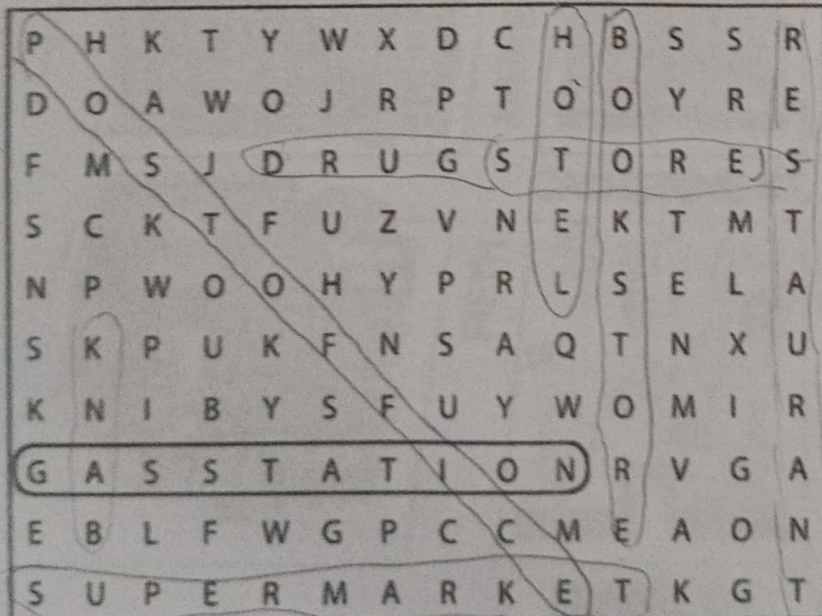 P H K T Y W X D C H B S S R
D O A W O J R P T O O Y R E
F M S J D R U G S T O R E S
S C K T F U Z V N E K T M T
N P W O O H Y P R L S E L A
S K P U K F N S A Q T N X U
K N I B Y S F U Y W O M I R
G A S S T A T I O N R V G A
E B L F W G P C C M E A O N
S U P E R M A R K E T K G T